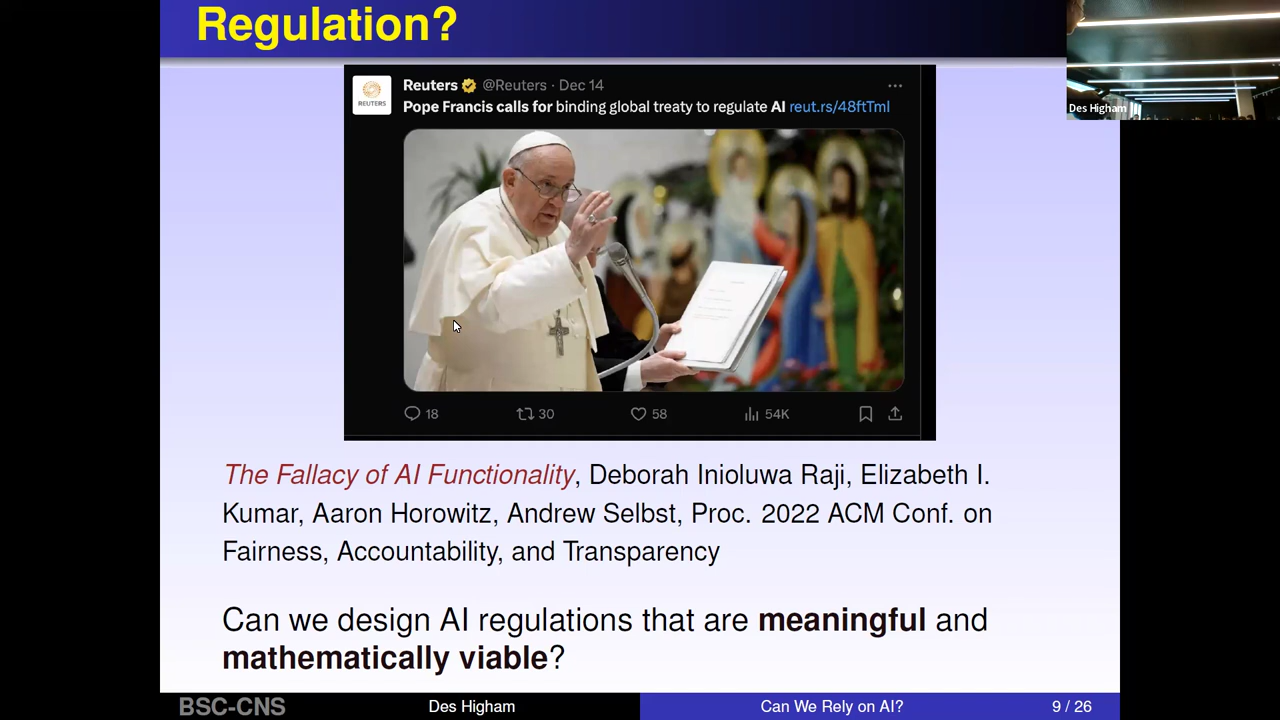 Regulation?
Des Higham
REUTERS
Reuters @Reuters · Dec 14
Pope Francis calls for binding global treaty to regulate AI reut.rs/48ftTml
18 30 58 54K
The Fallacy of AI Functionality, Deborah Inioluwa Raji, Elizabeth I.
Kumar, Aaron Horowitz, Andrew Selbst, Proc. 2022 ACM Conf. on
Fairness, Accountability, and Transparency
Can we design AI regulations that are meaningful and
mathematically viable?
BSC-CNS Des Higham Can We Rely on AI? 9 / 26